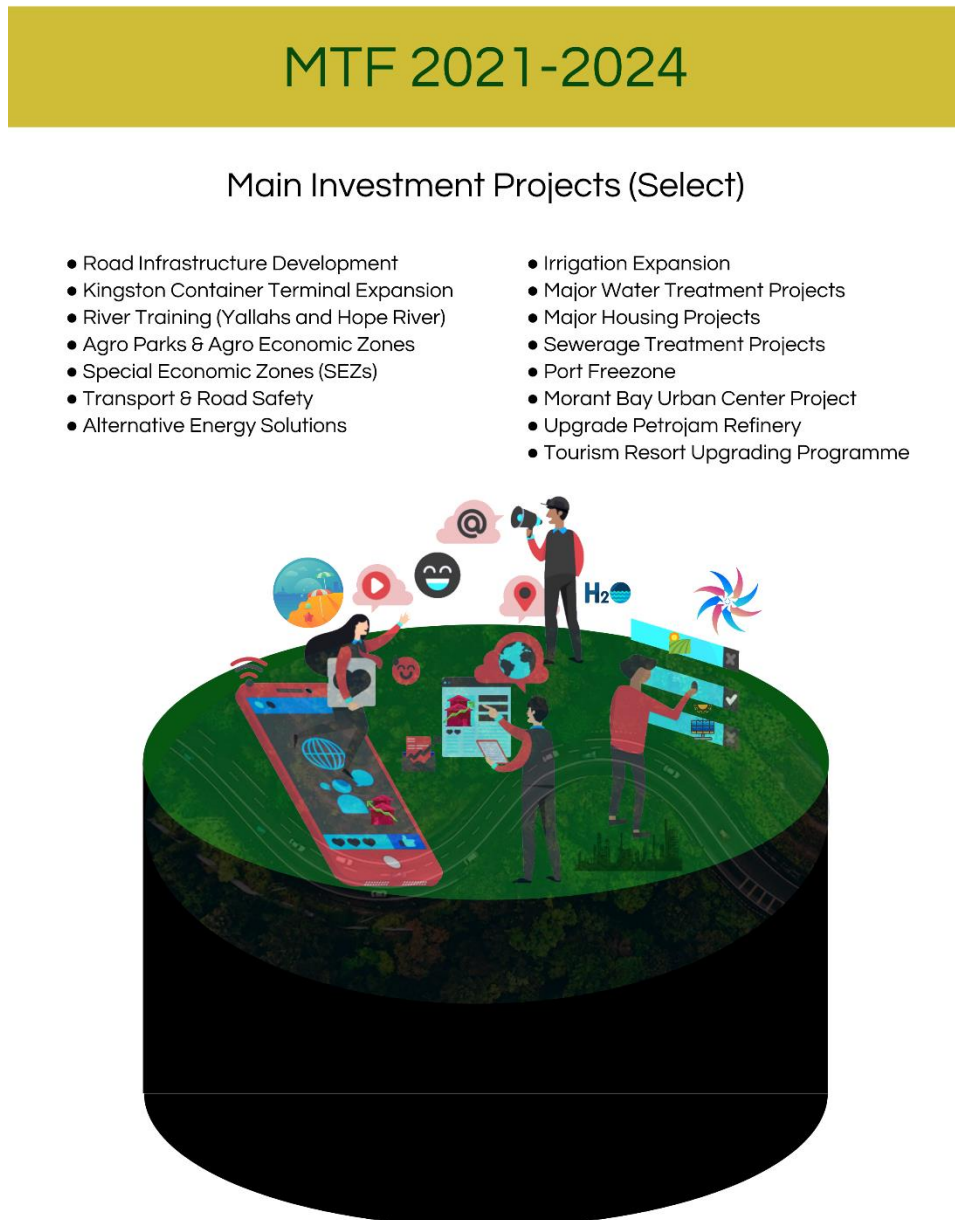 MTF 2021-2024
Main Investment Projects (Select)
● Road Infrastructure Development
● Kingston Container Terminal Expansion
● River Training (Yallahs and Hope River)
● Agro Parks & Agro Economic Zones
● Special Economic Zones (SEZs)
● Transport & Road Safety
● Alternative Energy Solutions
● Irrigation Expansion
● Major Water Treatment Projects
● Major Housing Projects
● Sewerage Treatment Projects
● Port Freezone
● Morant Bay Urban Center Project
● Upgrade Petrojam Refinery
● Tourism Resort Upgrading Programme
@
H2O